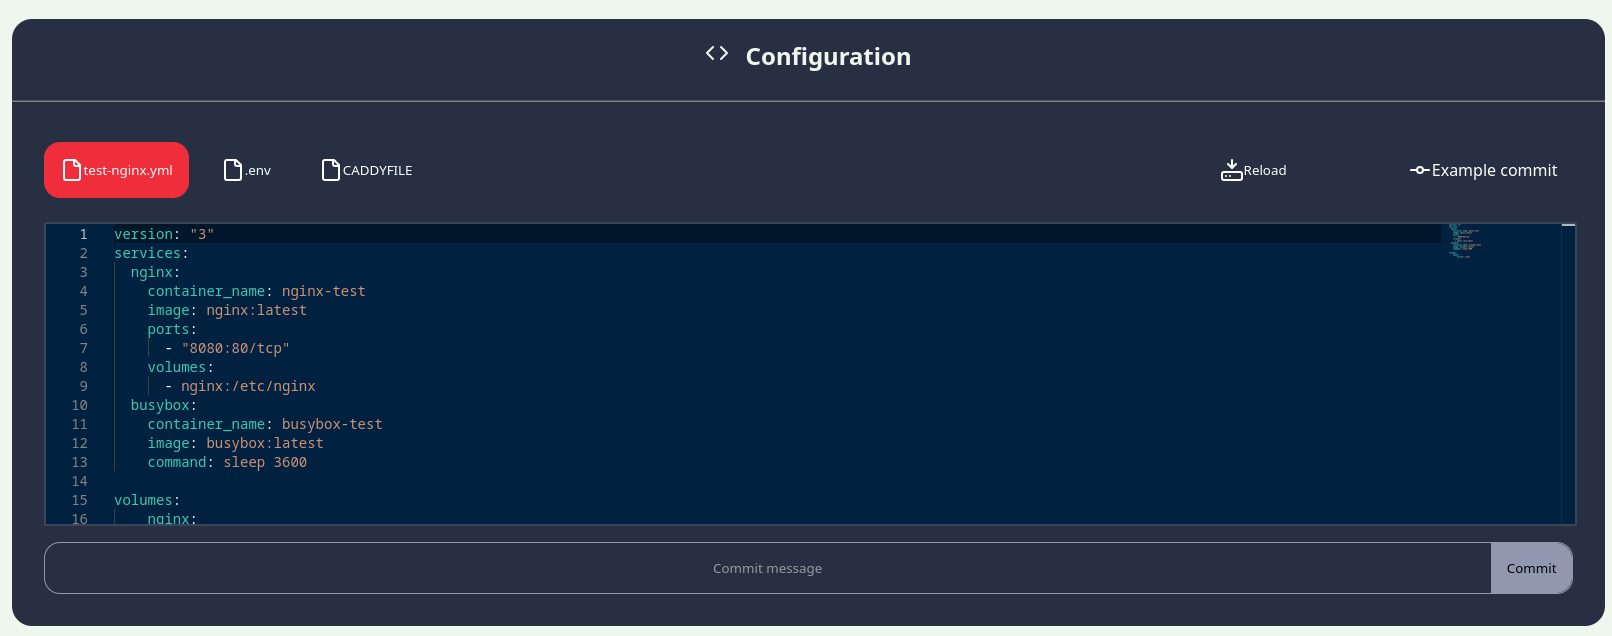 Configuration
test-nginx.yml .env CADDYFILE Reload Example commit
1 version: "3"
2 services:
3 nginx:
4 container_name: nginx-test
5 image: nginx:latest
6 ports:
7 - "8080:80/tcp"
8 volumes:
9 - nginx:/etc/nginx
10 busybox:
11 container_name: busybox-test
12 image: busybox:latest
13 command: sleep 3600
14
15 volumes:
16 nginx:
Commit message Commit